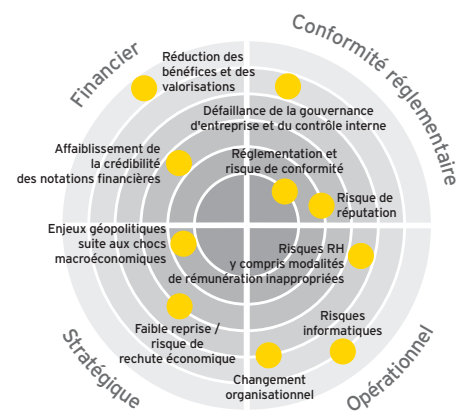 Financier
Conformité réglementaire
Réduction des
bénéfices et des
valorisations
Défaillance de la gouvernance
d'entreprise et du contrôle interne
Affaiblissement de
la crédibilité
des notations financières
Réglementation et
risque de conformité
Risque de
réputation
Enjeux géopolitiques
suite aux chocs
macroéconomiques
Risques RH
y compris modalités
de rémunération inappropriées
Faible reprise /
risque de
rechute économique
Risques
informatiques
Changement
organisationnel
Stratégique
Opérationnel